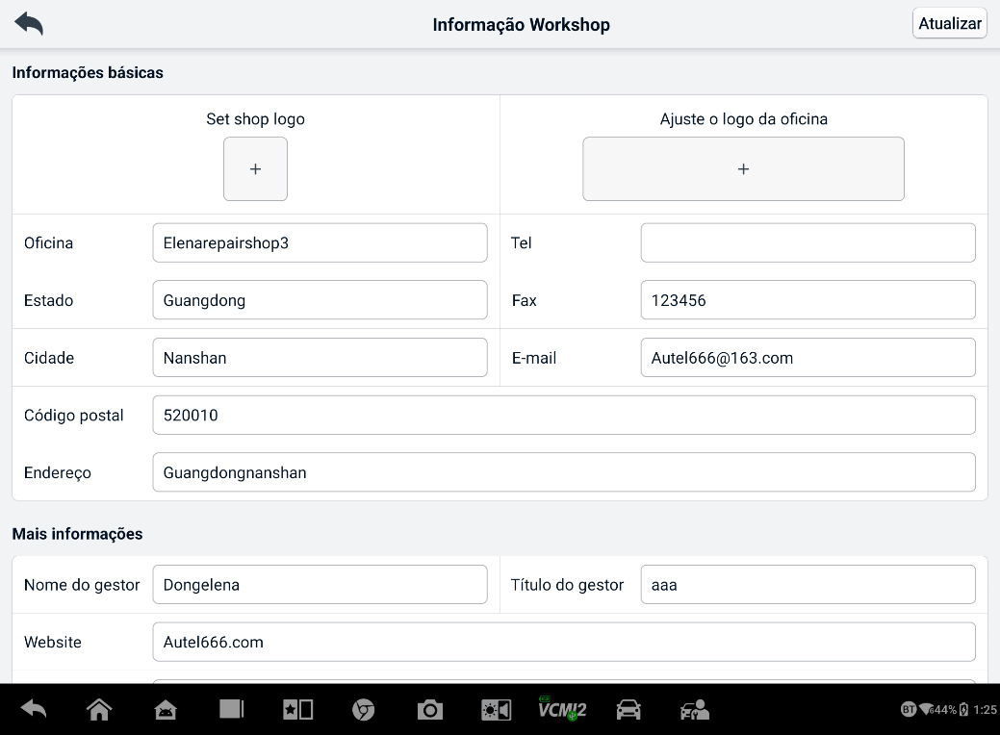 Informação Workshop
Atualizar
Informações básicas
Set shop logo
Ajuste o logo da oficina
+
+
Oficina
Elenarepairshop3
Tel
Estado
Guangdong
Fax
123456
Cidade
Nanshan
E-mail
Autel666@163.com
Código postal
520010
Endereço
Guangdongnanshan
Mais informações
Nome do gestor
Dongelena
Título do gestor
aaa
Website
Autel666.com
VCMI2
BT
44%
1:25